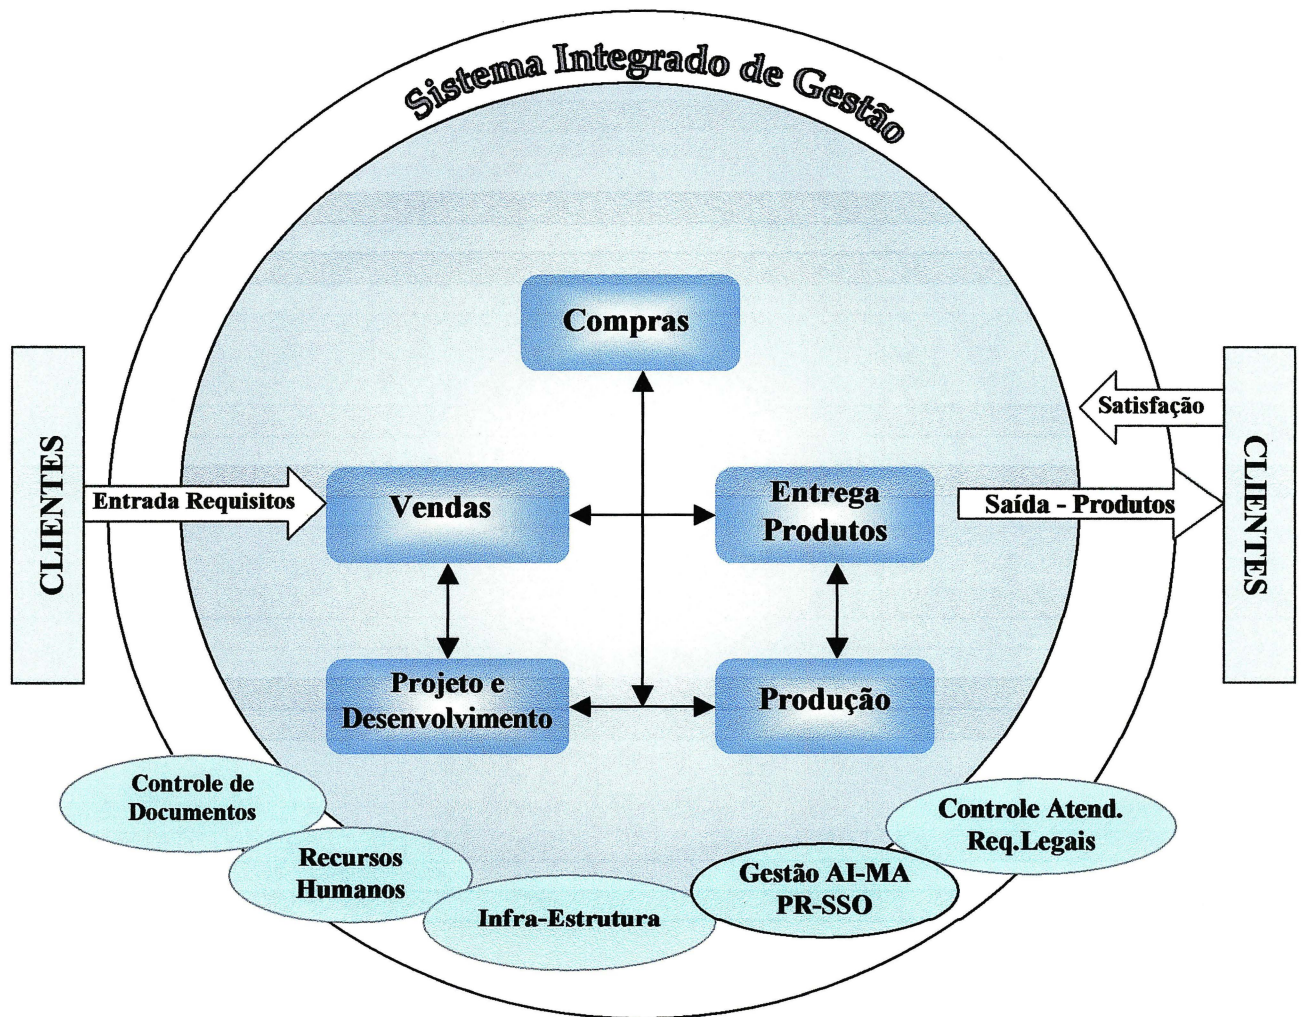 Sistema Integrado de Gestão
Compras
CLIENTES
Entrada Requisitos
Vendas
Entrega
Produtos
Satisfação
Saída - Produtos
CLIENTES
Projeto e
Desenvolvimento
Produção
Controle de
Documentos
Recursos
Humanos
Infra-Estrutura
Gestão AI-MA
PR-SSO
Controle Atend.
Req.Legais